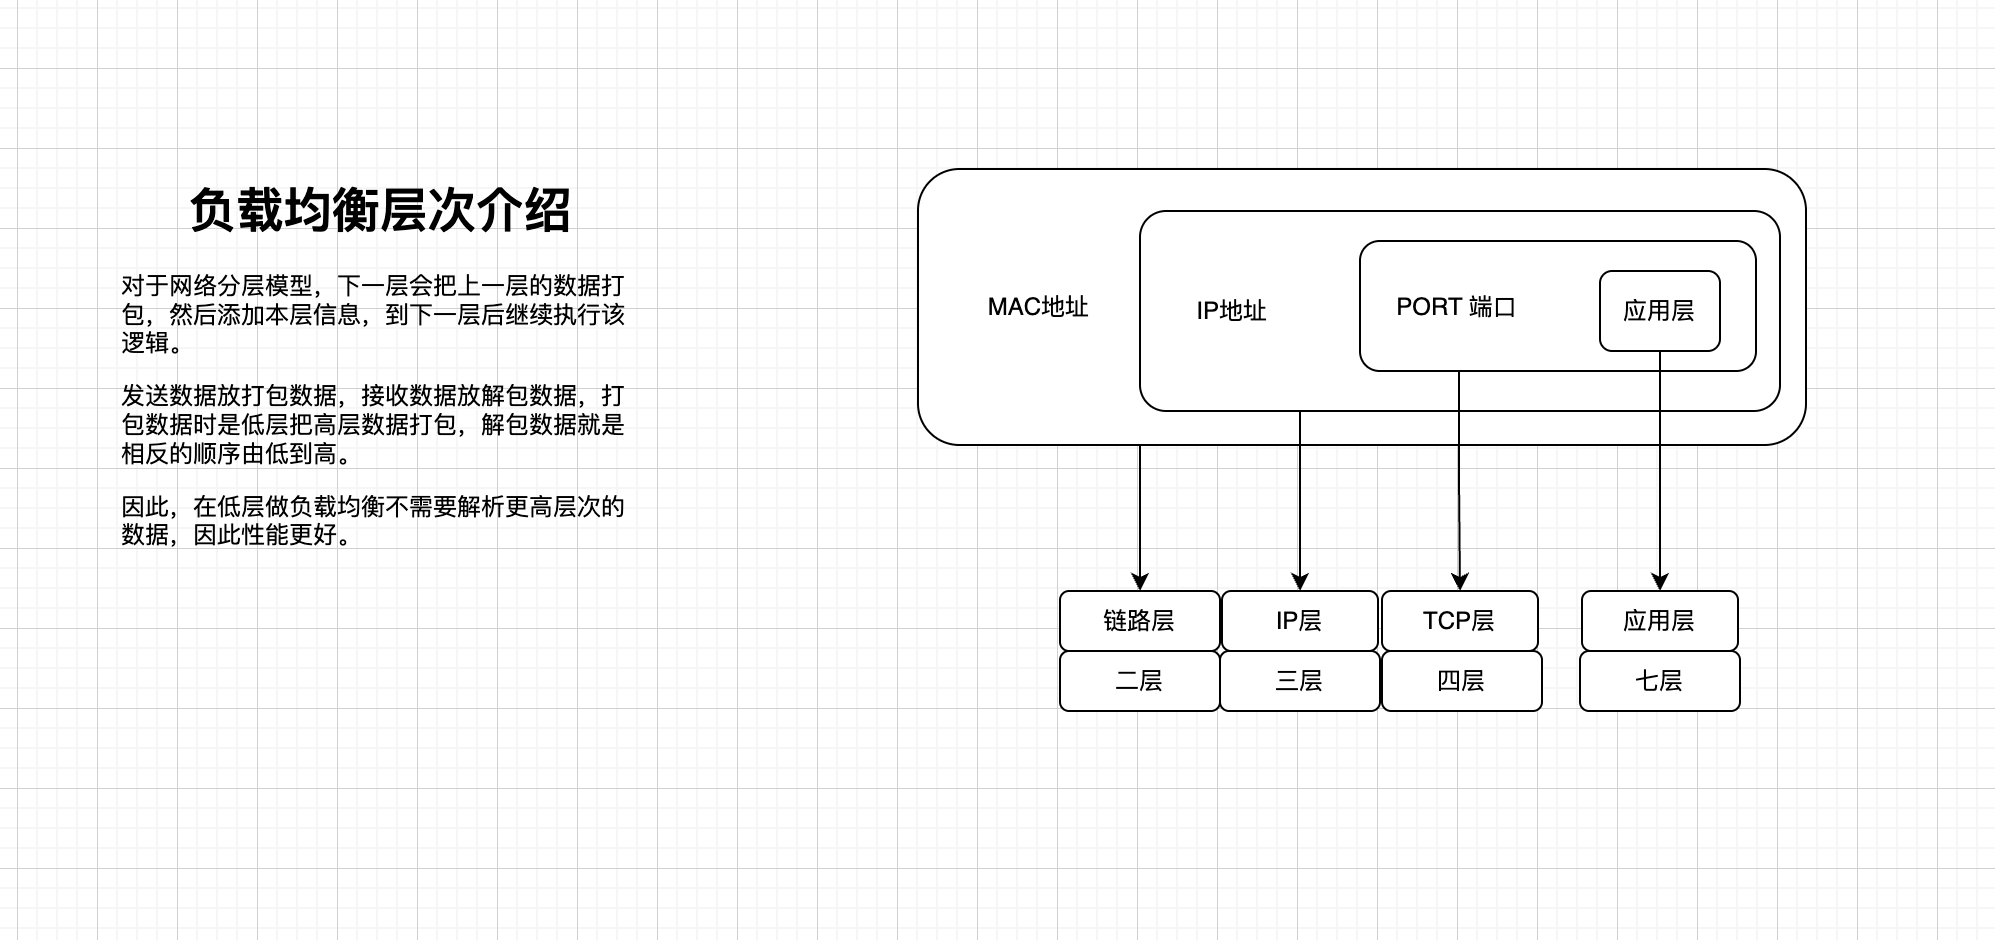 负载均衡层次介绍
对于网络分层模型，下一层会把上一层的数据打
包，然后添加本层信息，到下一层后继续执行该
逻辑。
发送数据放打包数据，接收数据放解包数据，打
包数据时是低层把高层数据打包，解包数据就是
相反的顺序由低到高。
因此，在低层做负载均衡不需要解析更高层次的
数据，因此性能更好。
MAC地址
IP地址
PORT 端口
应用层
链路层
IP层
TCP层
应用层
二层
三层
四层
七层